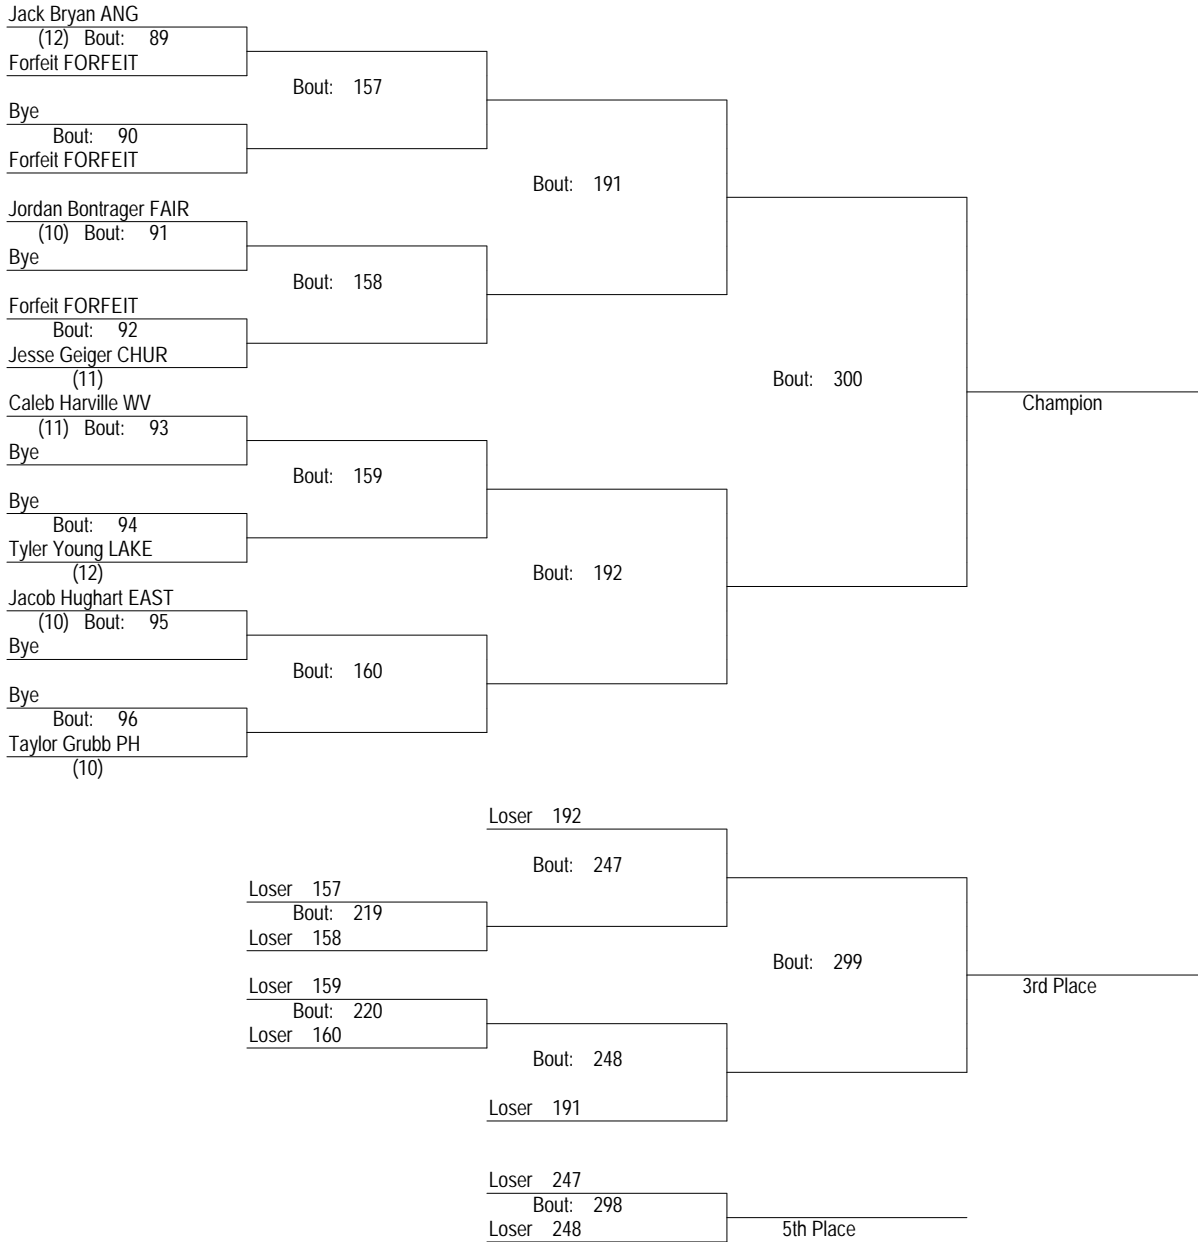 Jack Bryan ANG
(12) Bout: 89
Forfeit FORFEIT
Bout: 157
Bye
Bout: 90
Forfeit FORFEIT
Bout: 191
Jordan Bontrager FAIR
(10) Bout: 91
Bye
Bout: 158
Forfeit FORFEIT
Bout: 92
Jesse Geiger CHUR
(11)
Bout: 300
Champion
Caleb Harville WV
(11) Bout: 93
Bye
Bout: 159
Bye
Bout: 94
Tyler Young LAKE
(12)
Bout: 192
Jacob Hughart EAST
(10) Bout: 95
Bye
Bout: 160
Bye
Bout: 96
Taylor Grubb PH
(10)
Loser 192
Bout: 247
Loser 157
Bout: 219
Loser 158
Bout: 299
3rd Place
Loser 159
Bout: 220
Loser 160
Bout: 248
Loser 191
Loser 247
Bout: 298
Loser 248
5th Place